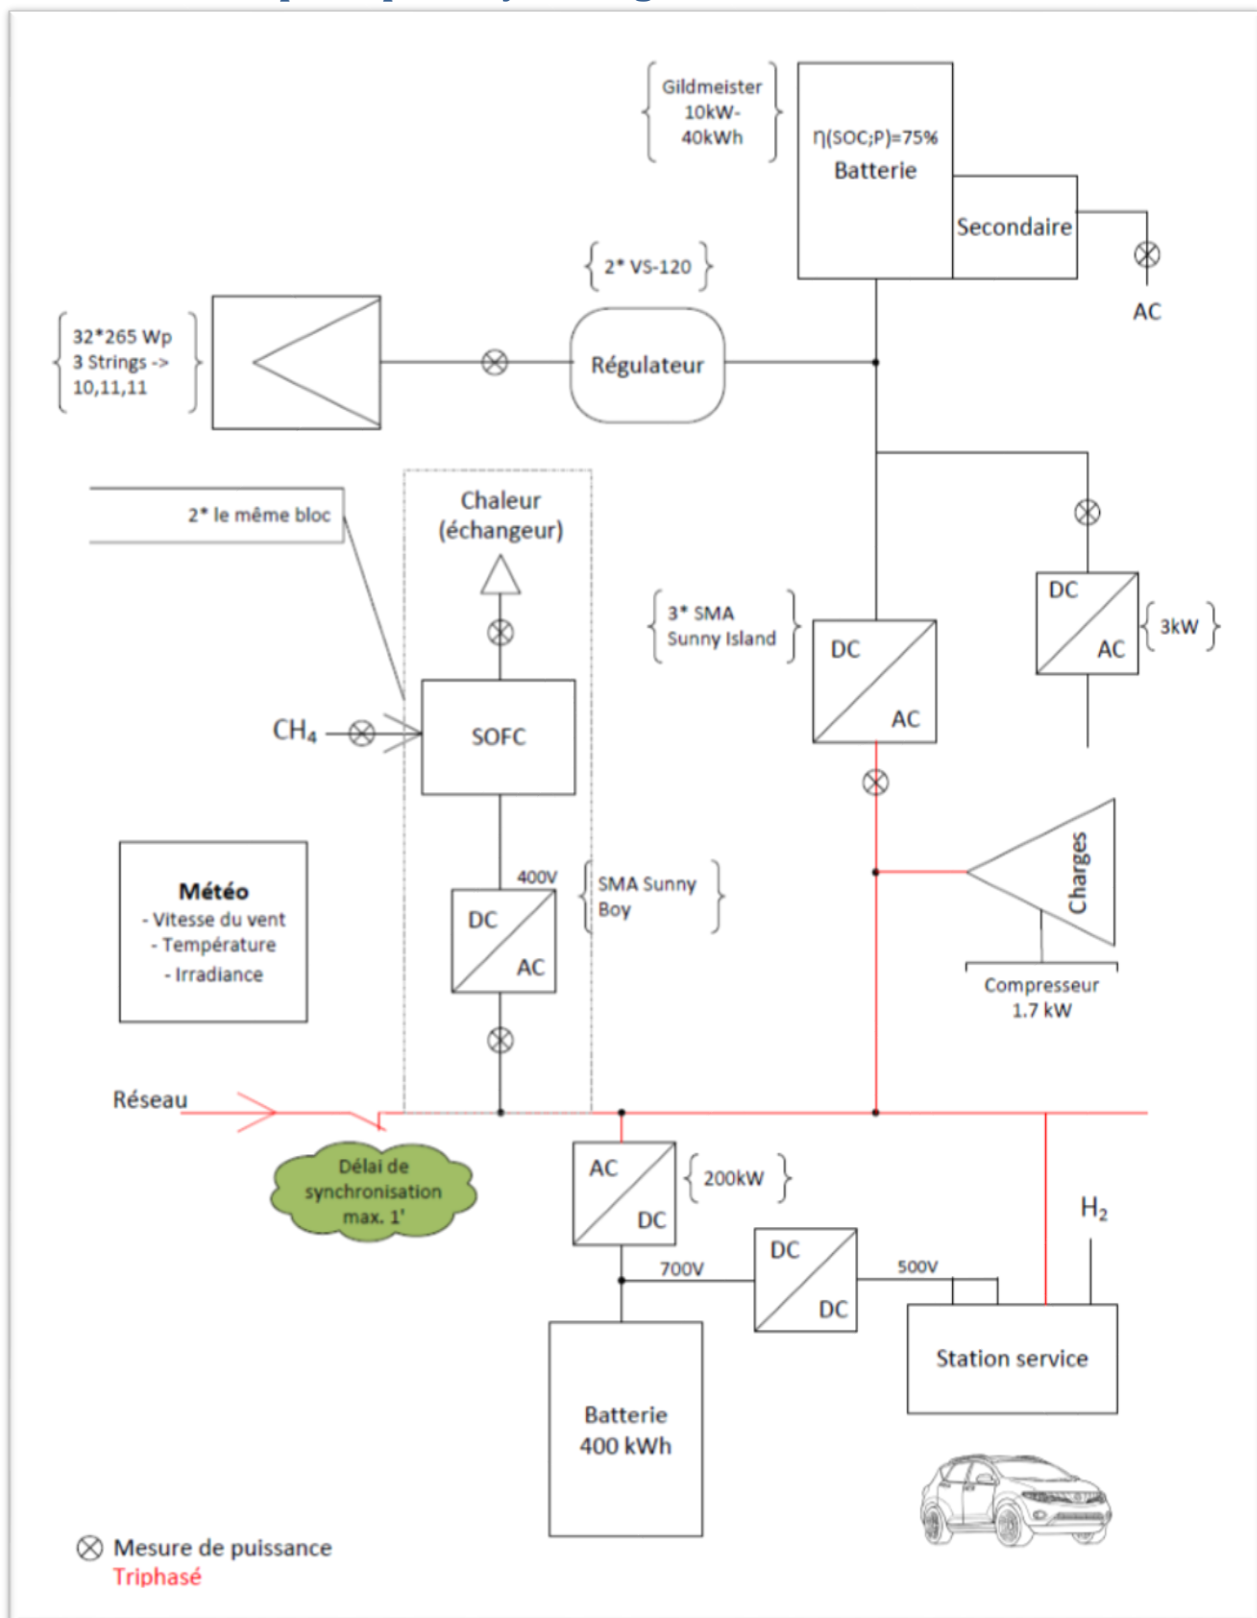 Gildmeister
10kW-
40kWh
η(SOC;P)=75%
Batterie
Secondaire
AC
2* VS-120
Régulateur
32*265 Wp
3 Strings ->
10,11,11
2* le même bloc
Chaleur
(échangeur)
CH₄
SOFC
3* SMA
Sunny Island
DC
AC
DC
AC
3kW
Charges
Compresseur
1.7 kW
Météo
- Vitesse du vent
- Température
- Irradiance
400V
DC
AC
SMA Sunny
Boy
Réseau
Délai de
synchronisation
max. 1'
AC
DC
200kW
700V
DC
DC
500V
H₂
Station service
Batterie
400 kWh
Mesure de puissance
Triphasé